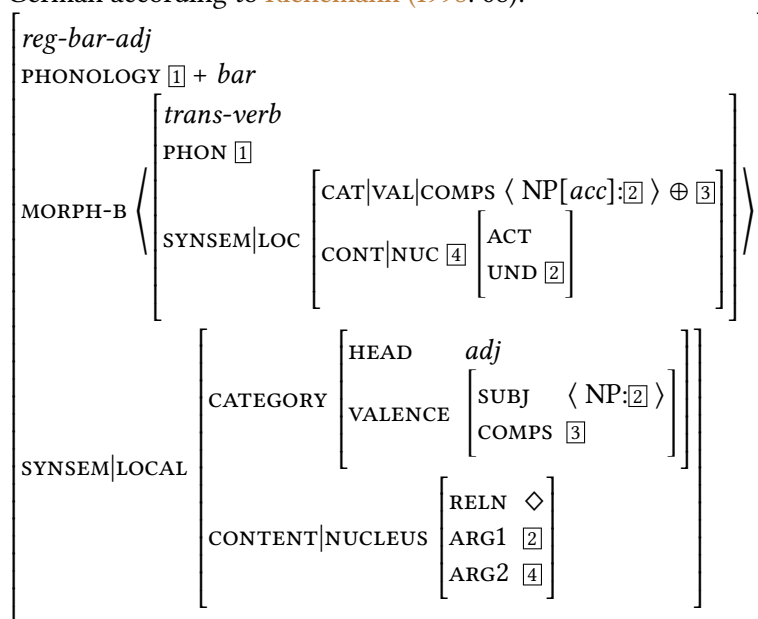 German according to Riehemann (1998: 68):
reg-bar-adj
PHONOLOGY 1 + bar
trans-verb
PHON 1
MORPH-B ⟨
SYNSEM|LOC
CAT|VAL|COMPS ⟨ NP[acc]:2 ⟩ ⊕ 3
CONT|NUC 4
ACT
UND 2
⟩
SYNSEM|LOCAL
CATEGORY
HEAD adj
VALENCE
SUBJ ⟨ NP:2 ⟩
COMPS 3
CONTENT|NUCLEUS
RELN ◇
ARG1 2
ARG2 4